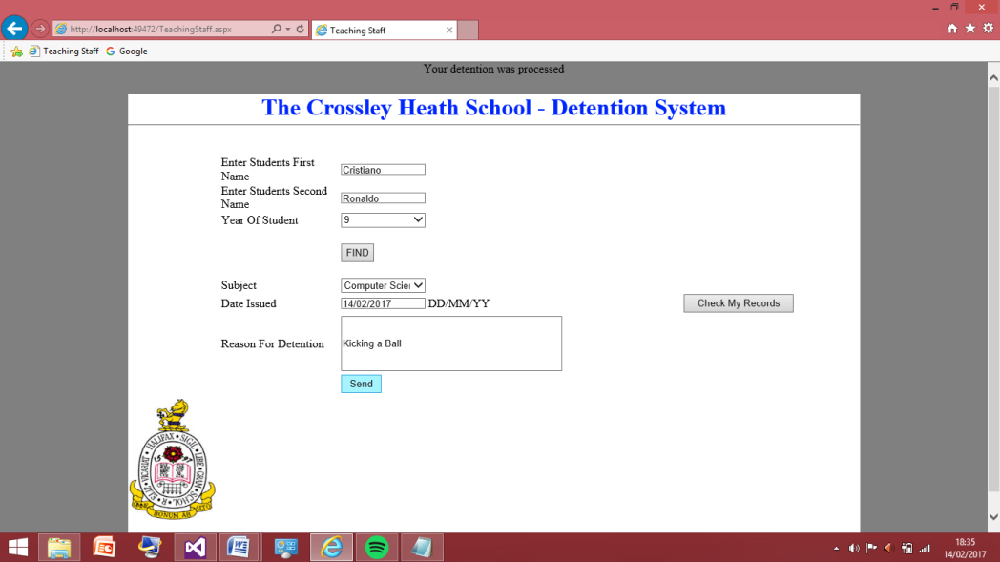 http://localhost:49472/TeachingStaff.aspx
Teaching Staff
Teaching Staff
Google
Your detention was processed
The Crossley Heath School - Detention System
Enter Students First
Name
Cristiano
Enter Students Second
Name
Ronaldo
Year Of Student
9
FIND
Subject
Computer Scie
Date Issued
14/02/2017
DD/MM/YY
Check My Records
Reason For Detention
Kicking a Ball
Send
HALIFAX
BONUM
18:35
14/02/2017